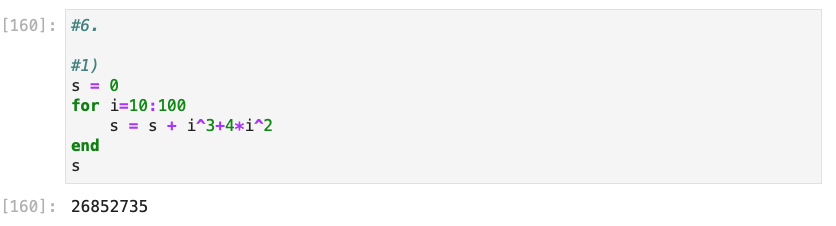 [160]: #6.
#1)
s = 0
for i=10:100
    s = s + i^3+4*i^2
end
s
[160]: 26852735